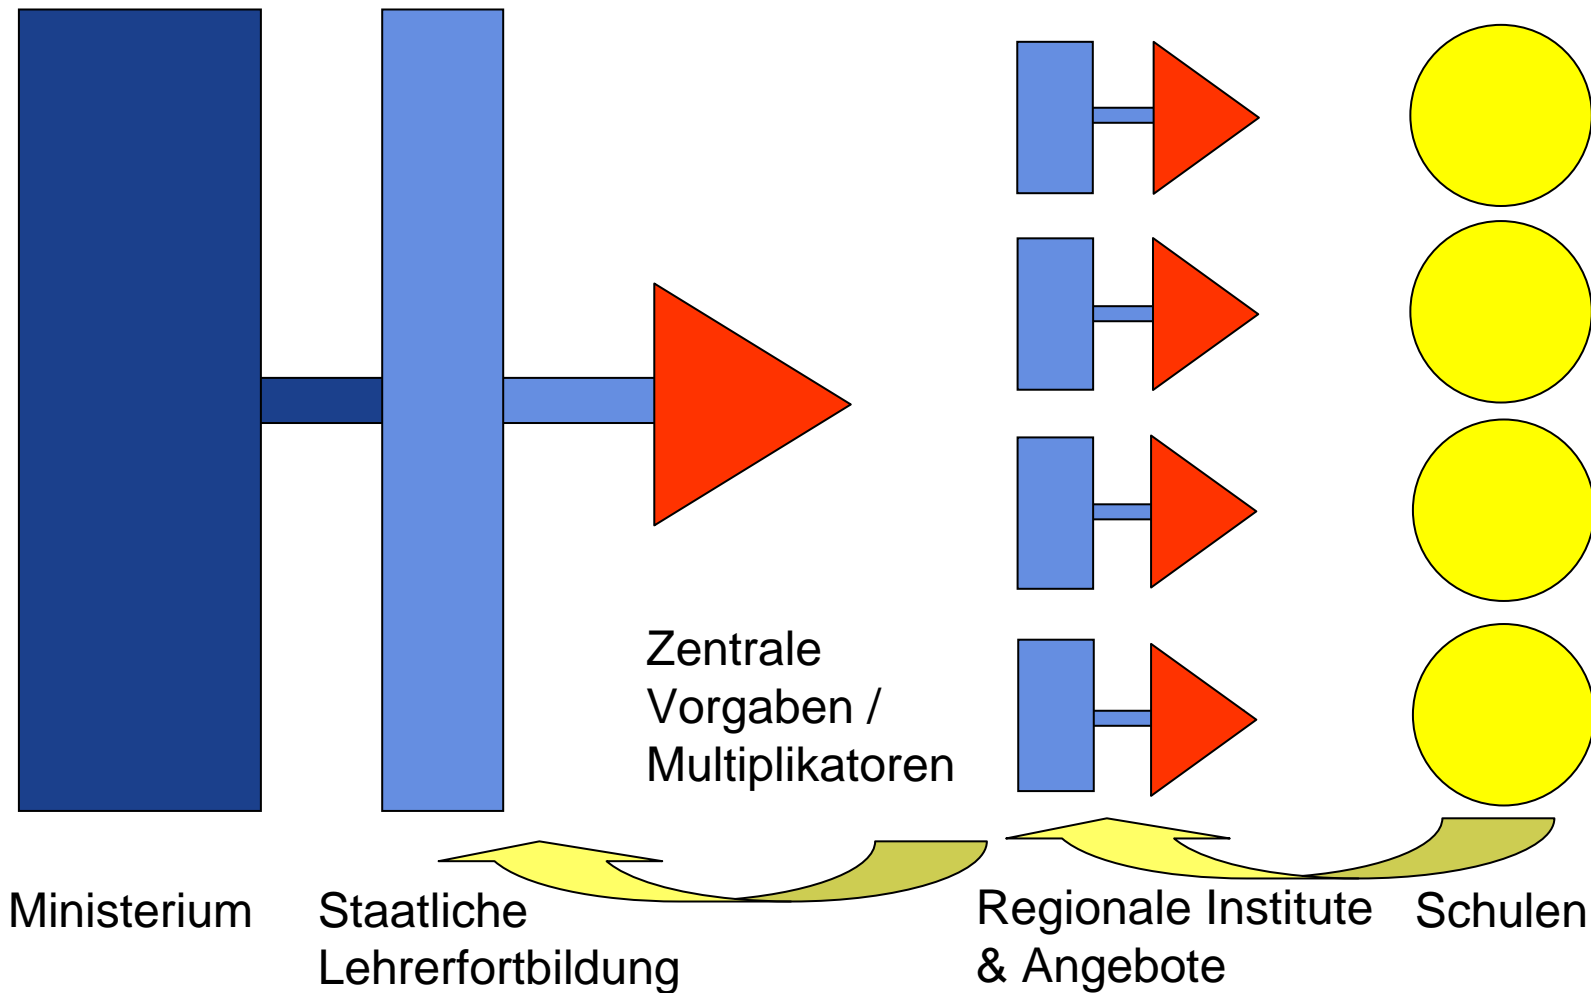 Zentrale
Vorgaben /
Multiplikatoren
Ministerium
Staatliche
Lehrerfortbildung
Regionale Institute
& Angebote
Schulen